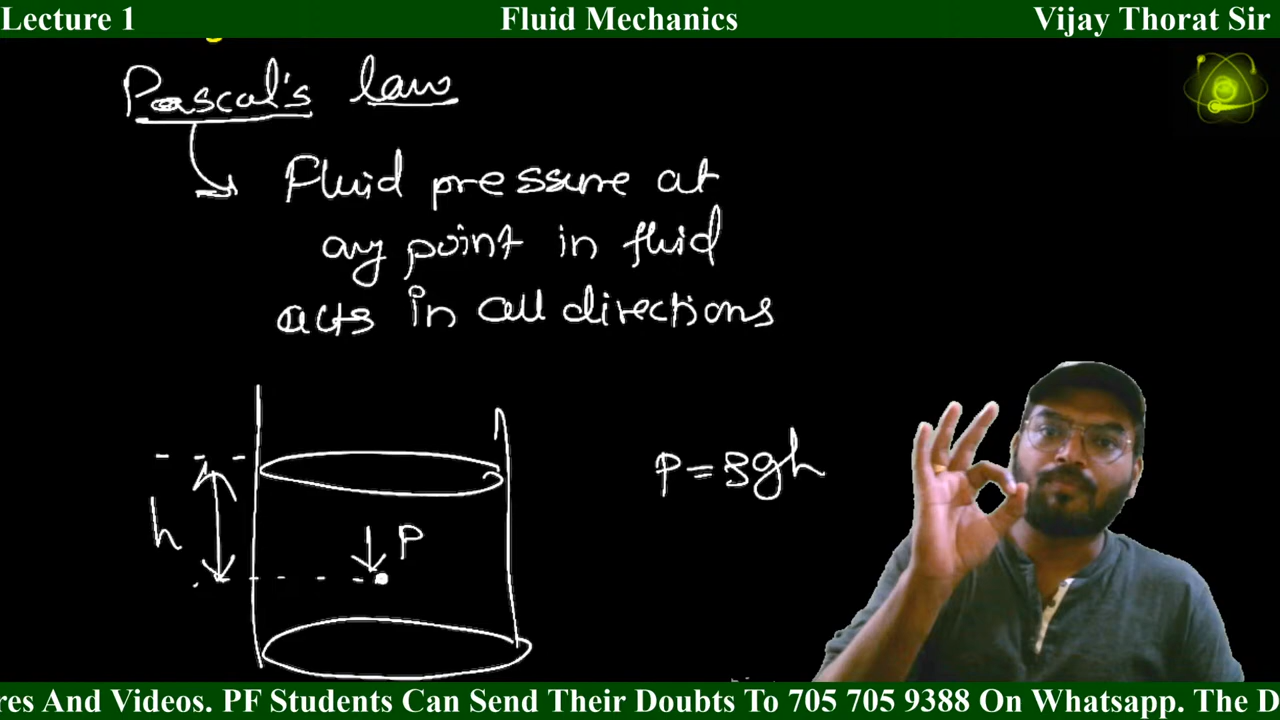 Lecture 1
Fluid Mechanics
Vijay Thorat Sir
Pascal's law
Fluid pressure at
any point in fluid
acts in all directions
h
P
P = ρgh
res And Videos. PF Students Can Send Their Doubts To 705 705 9388 On Whatsapp. The D